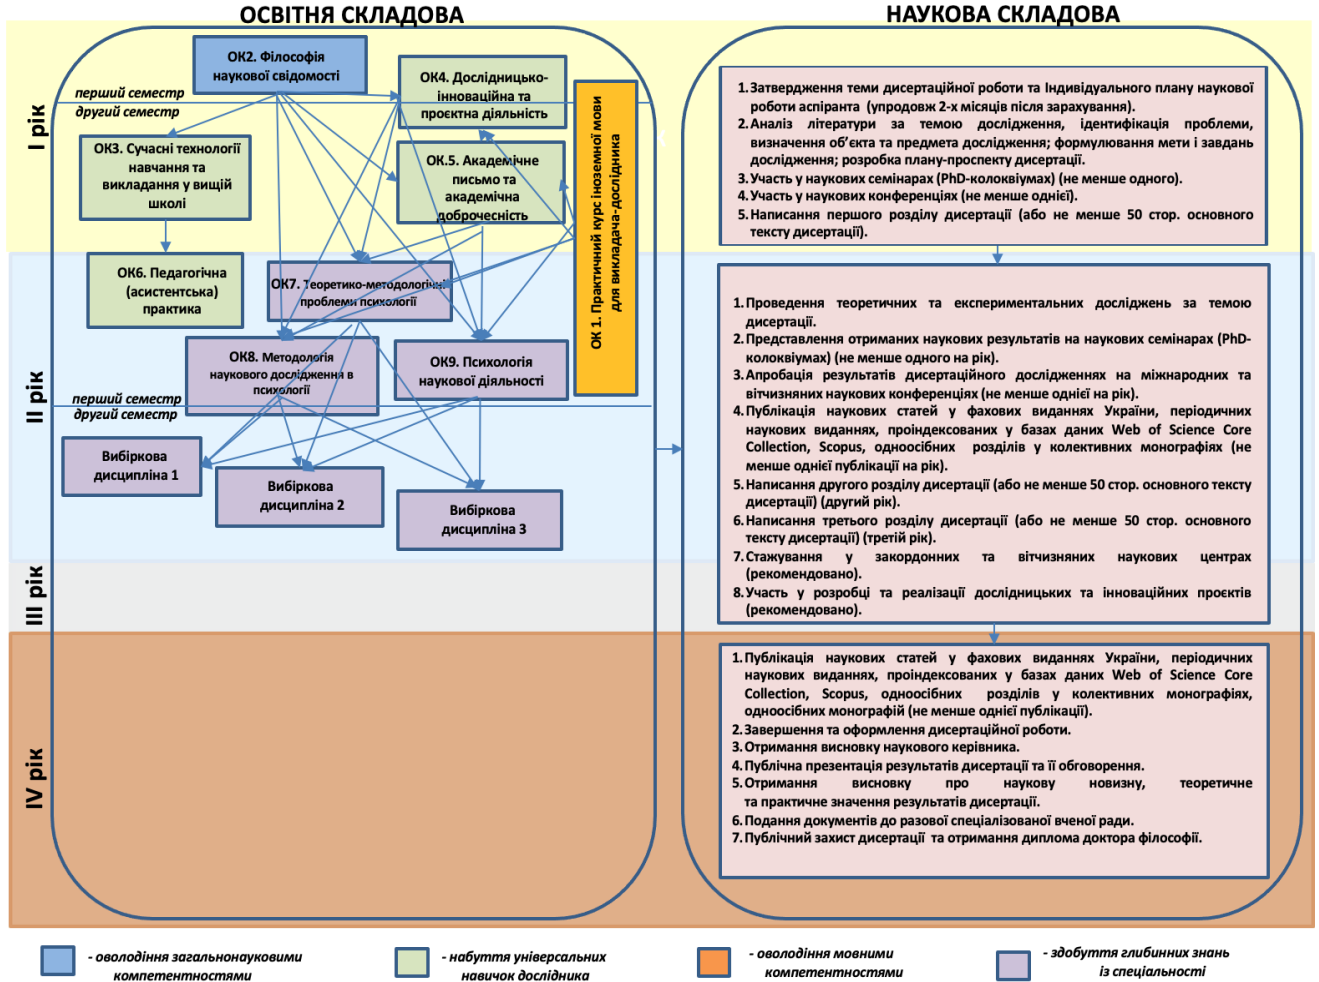 ОСВІТНЯ СКЛАДОВА
НАУКОВА СКЛАДОВА
І рік
ІІ рік
ІІІ рік
ІV рік
ОК2. Філософія
наукової свідомості
перший семестр
другий семестр
ОК4. Дослідницько-
інноваційна та
проєктна діяльність
ОК3. Сучасні технології
навчання та
викладання у вищій
школі
ОК.5. Академічне
письмо та
академічна
доброчесність
ОК 1. Практичний курс іноземної мови
для викладача-дослідника
ОК6. Педагогічна
(асистентська)
практика
ОК7. Теоретико-методологічні
проблеми психології
ОК8. Методологія
наукового дослідження в
психології
ОК9. Психологія
наукової діяльності
перший семестр
другий семестр
Вибіркова
дисципліна 1
Вибіркова
дисципліна 2
Вибіркова
дисципліна 3
1. Затвердження теми дисертаційної роботи та Індивідуального плану наукової
роботи аспіранта (упродовж 2-х місяців після зарахування).
2. Аналіз літератури за темою дослідження, ідентифікація проблеми,
визначення об’єкта та предмета дослідження; формулювання мети і завдань
дослідження; розробка плану-проспекту дисертації.
3. Участь у наукових семінарах (PhD-колоквіумах) (не менше одного).
4. Участь у наукових конференціях (не менше однієї).
5. Написання першого розділу дисертації (або не менше 50 стор. основного
тексту дисертації).
1. Проведення теоретичних та експериментальних досліджень за темою
дисертації.
2. Представлення отриманих наукових результатів на наукових семінарах (PhD-
колоквіумах) (не менше одного на рік).
3. Апробація результатів дисертаційного дослідженнях на міжнародних та
вітчизняних наукових конференціях (не менше однієї на рік).
4. Публікація наукових статей у фахових виданнях України, періодичних
наукових виданнях, проіндексованих у базах даних Web of Science Core
Collection, Scopus, одноосібних розділів у колективних монографіях (не
менше однієї публікації на рік).
5. Написання другого розділу дисертації (або не менше 50 стор. основного тексту
дисертації) (другий рік).
6. Написання третього розділу дисертації (або не менше 50 стор. основного
тексту дисертації) (третій рік).
7. Стажування у закордонних та вітчизняних наукових центрах
(рекомендовано).
8. Участь у розробці та реалізації дослідницьких та інноваційних проєктів
(рекомендовано).
1. Публікація наукових статей у фахових виданнях України, періодичних
наукових виданнях, проіндексованих у базах даних Web of Science Core
Collection, Scopus, одноосібних розділів у колективних монографіях,
одноосібних монографій (не менше однієї публікації).
2. Завершення та оформлення дисертаційної роботи.
3. Отримання висновку наукового керівника.
4. Публічна презентація результатів дисертації та її обговорення.
5. Отримання висновку про наукову новизну, теоретичне
та практичне значення результатів дисертації.
6. Подання документів до разової спеціалізованої вченої ради.
7. Публічний захист дисертації та отримання диплома доктора філософії.
- оволодіння загальнонауковими
компетентностями
- набуття універсальних
навичок дослідника
- оволодіння мовними
компетентностями
- здобуття глибинних знань
із спеціальності